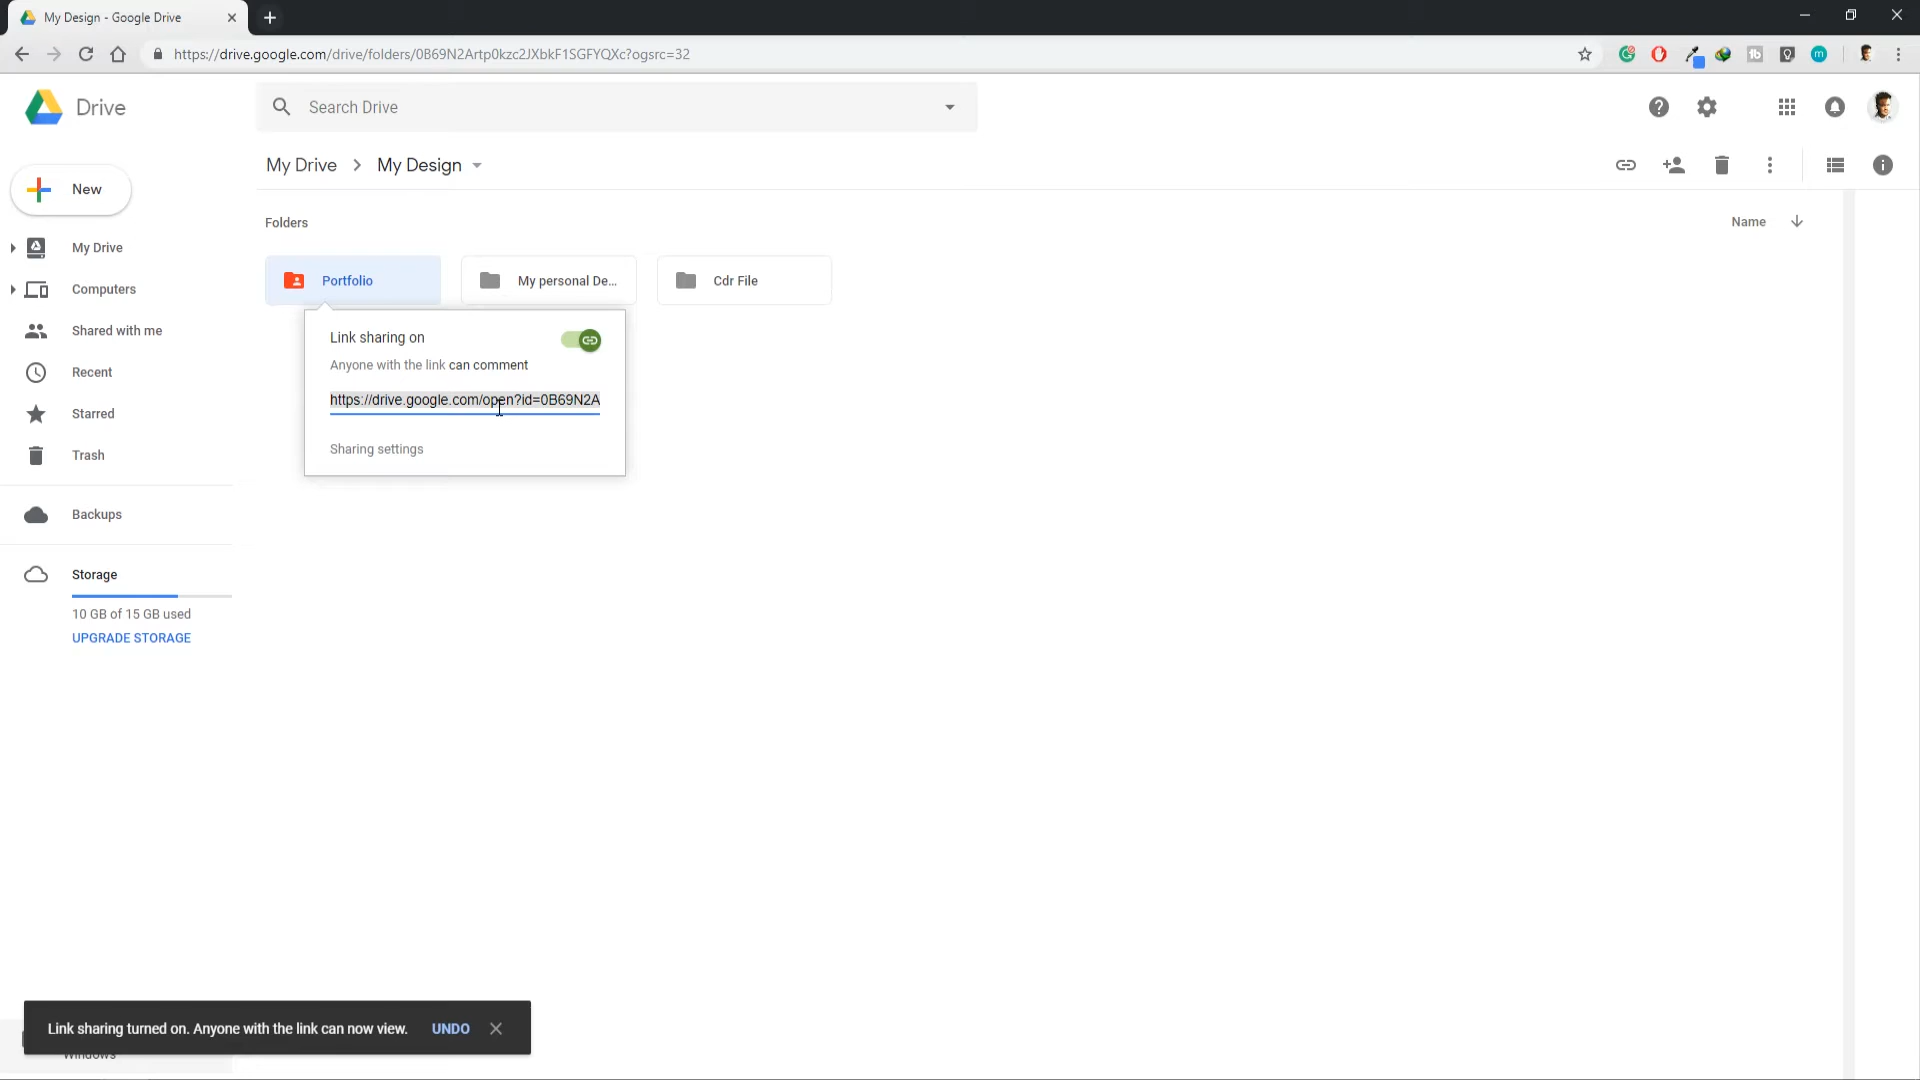 My Design - Google Drive
https://drive.google.com/drive/folders/0B69N2Artp0kzc2JXbkF1SGFYQXc?ogsrc=32
Drive
Search Drive
New
My Drive
My Design
Folders
Name
Portfolio
My personal De...
Cdr File
Link sharing on
Anyone with the link can comment
https://drive.google.com/open?id=0B69N2A
Sharing settings
My Drive
Computers
Shared with me
Recent
Starred
Trash
Backups
Storage
10 GB of 15 GB used
UPGRADE STORAGE
Link sharing turned on. Anyone with the link can now view.
UNDO
Windows